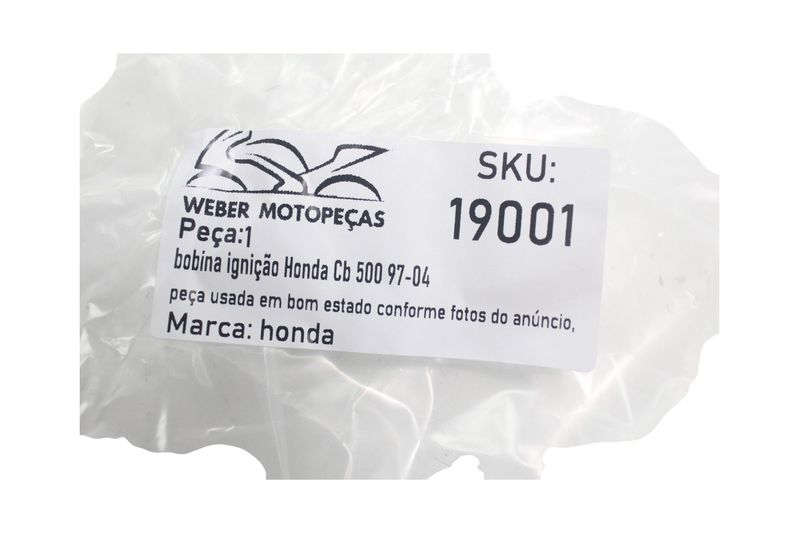 SKU:
19001
WEBER MOTOPEÇAS
Peça:1
bobina ignição Honda Cb 500 97-04
peça usada em bom estado conforme fotos do anúncio,
Marca: honda